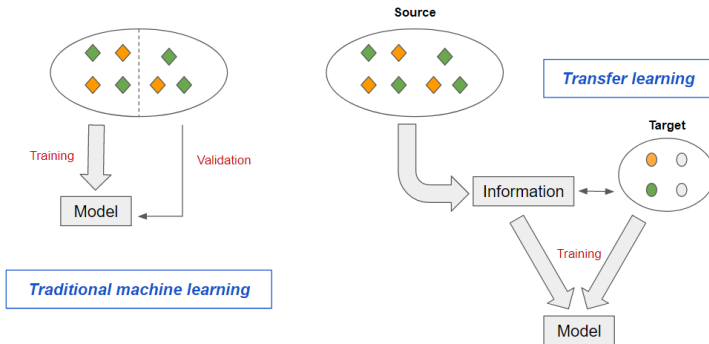 Source
Transfer learning
Target
Training
Validation
Information
Model
Training
Traditional machine learning
Model